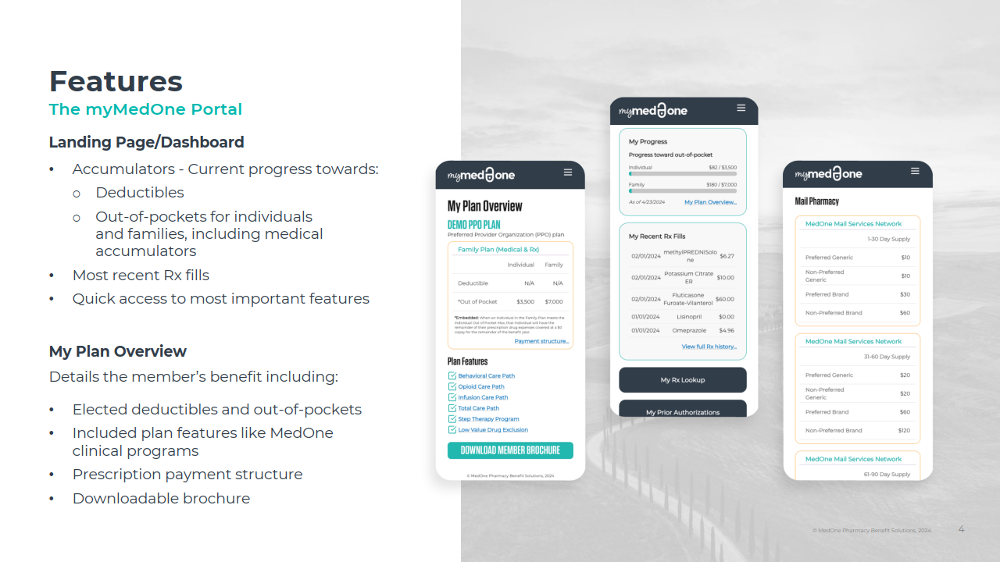 Features
The myMedOne Portal
Landing Page/Dashboard
• Accumulators - Current progress towards:
o Deductibles
o Out-of-pockets for individuals
and families, including medical
accumulators
• Most recent Rx fills
• Quick access to most important features
My Plan Overview
Details the member's benefit including:
• Elected deductibles and out-of-pockets
• Included plan features like MedOne
clinical programs
• Prescription payment structure
• Downloadable brochure
mymedone
My Plan Overview
DEMO PPO PLAN
Preferred Provider Organization (PPO) plan
Family Plan (Medical & Rx)
Individual Family
Deductible N/A N/A
*Out of Pocket $3,500 $7,000
*Embedded: When an individual in the Family Plan meets the
Individual Out of Pocket Max, that individual will have the
remainder of their prescription drug expenses covered at a $0
copay for the remainder of the benefit year.
Payment structure...
Plan Features
Behavioral Care Path
Opioid Care Path
Infusion Care Path
Total Care Path
Step Therapy Program
Low Value Drug Exclusion
DOWNLOAD MEMBER BROCHURE
© MedOne Pharmacy Benefit Solutions, 2024
mymedone
My Progress
Progress toward out-of-pocket
Individual $82 / $3,500
Family $180 / $7,000
As of 4/23/2024 My Plan Overview...
My Recent Rx Fills
02/01/2024 methylPREDNISolo
ne $6.27
02/01/2024 Potassium Citrate
ER $10.00
02/01/2024 Fluticasone
Furoate-Vilanterol $60.00
01/01/2024 Lisinopril $0.00
01/01/2024 Omeprazole $4.96
View full Rx history...
My Rx Lookup
My Prior Authorizations
mymedone
Mail Pharmacy
MedOne Mail Services Network
1-30 Day Supply
Preferred Generic $10
Non-Preferred
Generic $10
Preferred Brand $30
Non-Preferred Brand $60
MedOne Mail Services Network
31-60 Day Supply
Preferred Generic $20
Non-Preferred
Generic $20
Preferred Brand $60
Non-Preferred Brand $120
MedOne Mail Services Network
61-90 Day Supply
© MedOne Pharmacy Benefit Solutions, 2024
4